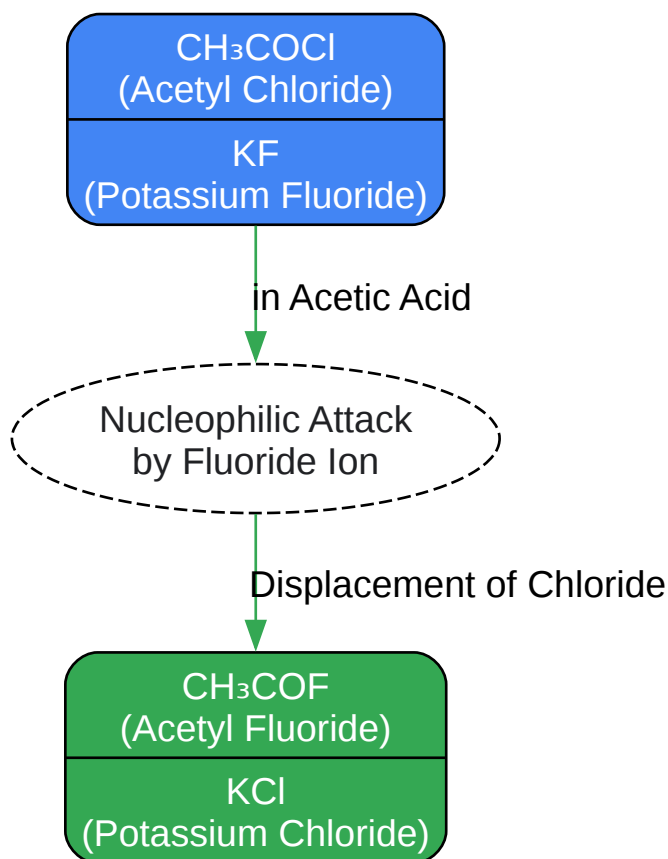 CH₃COCl
(Acetyl Chloride)
KF
(Potassium Fluoride)
in Acetic Acid
Nucleophilic Attack
by Fluoride Ion
Displacement of Chloride
CH₃COF
(Acetyl Fluoride)
KCl
(Potassium Chloride)